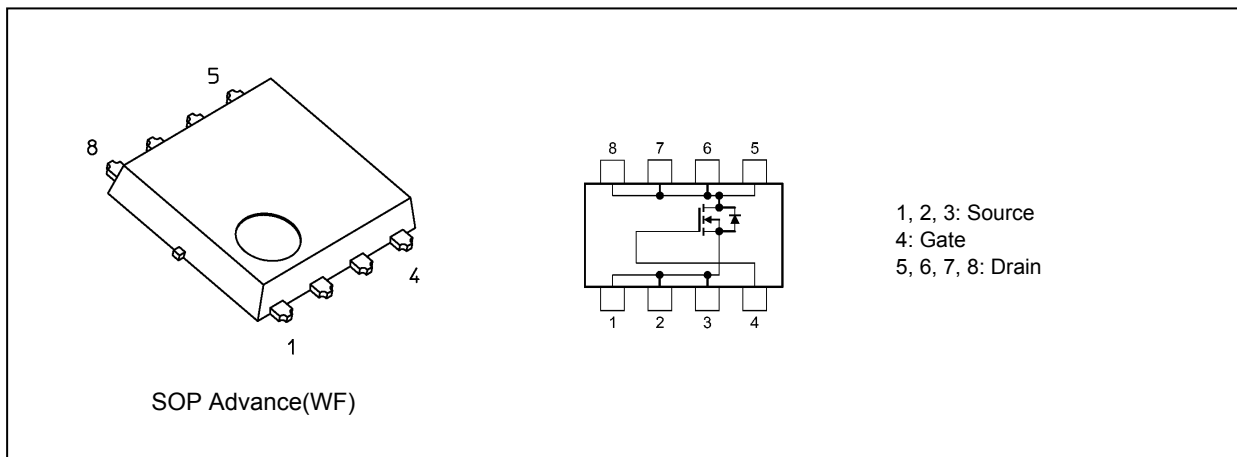 5
8
4
1
SOP Advance(WF)
8 7 6 5
1 2 3 4
1, 2, 3: Source
4: Gate
5, 6, 7, 8: Drain